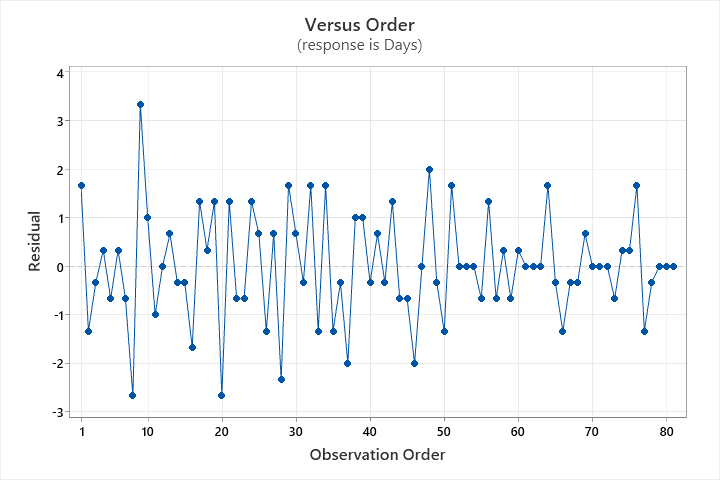 Versus Order
(response is Days)
4
3
2
1
0
-1
-2
-3
Residual
1 10 20 30 40 50 60 70 80
Observation Order